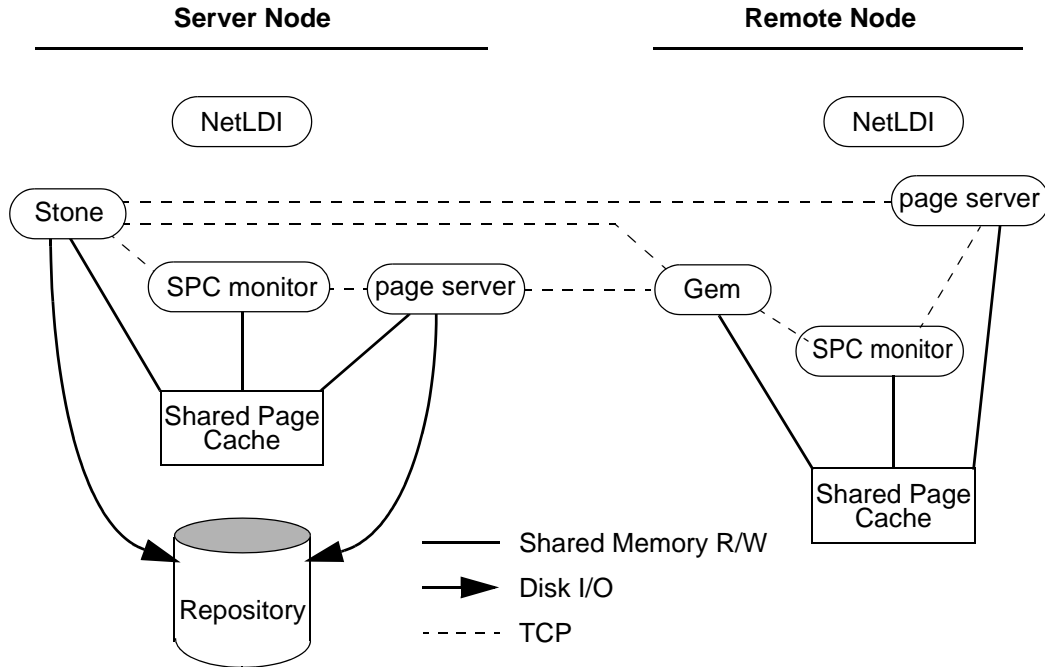 Server Node
Remote Node
NetLDI
NetLDI
Stone
page server
SPC monitor
page server
Gem
SPC monitor
Shared Page
Cache
Shared Page
Cache
Repository
Shared Memory R/W
Disk I/O
TCP